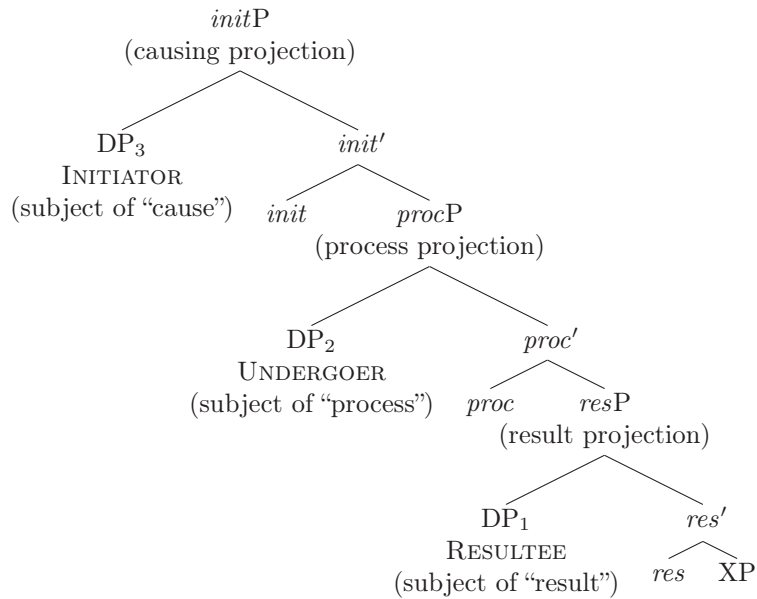 initP
(causing projection)
DP₃ init′
INITIATOR
(subject of “cause”) init procP
(process projection)
DP₂ proc′
UNDERGOER
(subject of “process”) proc resP
(result projection)
DP₁ res′
RESULTEE
(subject of “result”) res XP